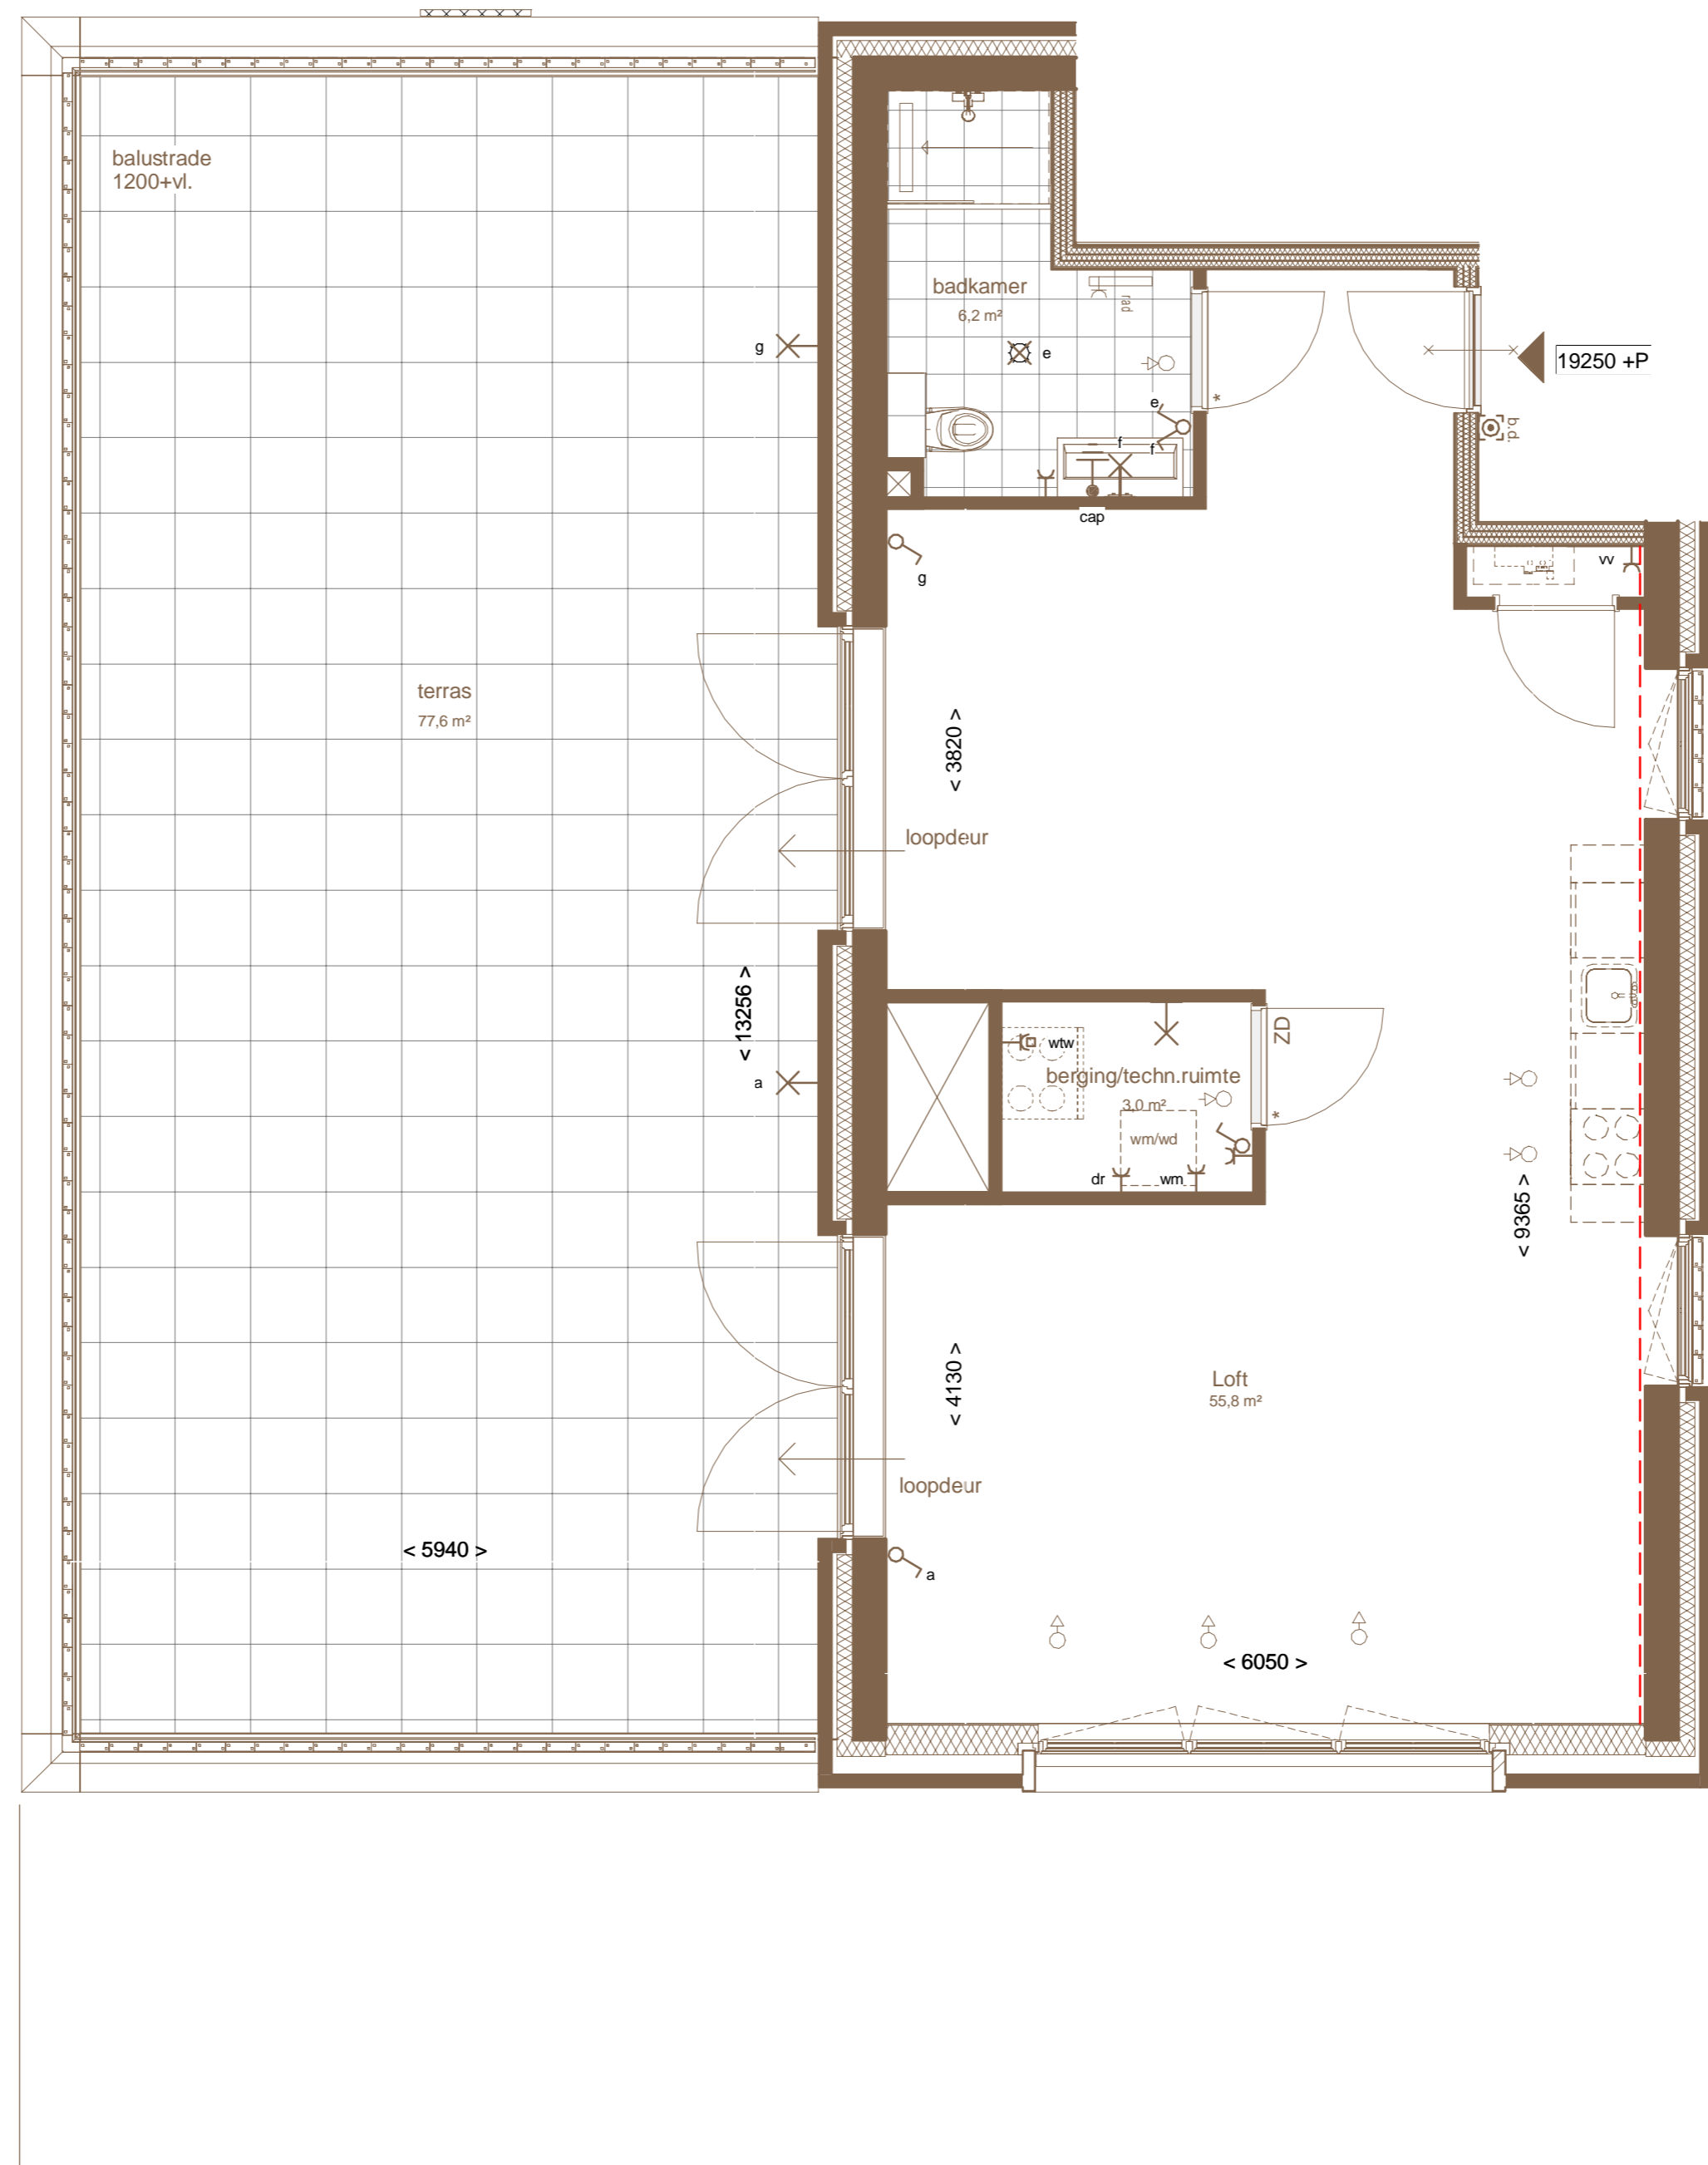 balustrade
1200+vl.
badkamer
6,2 m²
rad
e
g
19250 +P
e
*
f
f
b.d.
cap
g
vv
terras
77,6 m²
< 3820 >
loopdeur
< 13256 >
a
wtw
ZD
berging/techn.ruimte
3,0 m²
*
wm/wd
dr
wm
< 9365 >
< 4130 >
Loft
55,8 m²
loopdeur
< 5940 >
a
< 6050 >